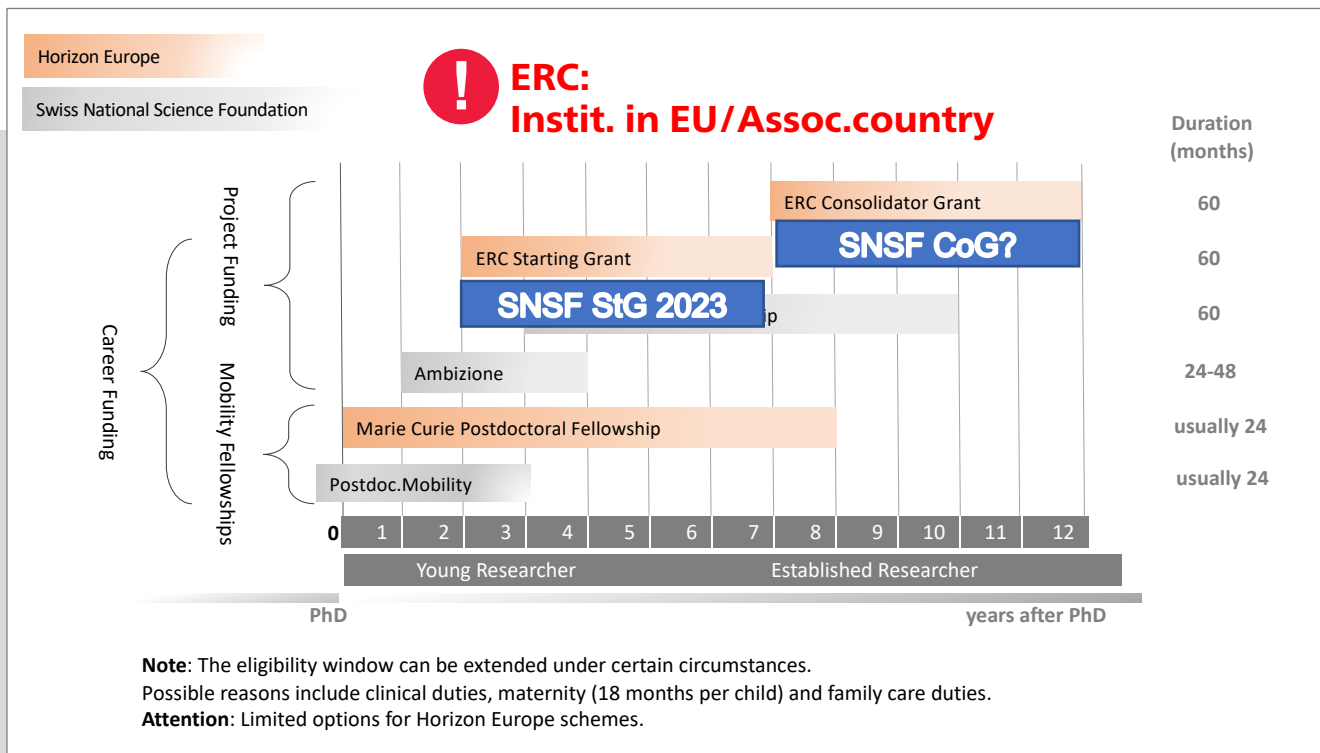 Horizon Europe
Swiss National Science Foundation
!
ERC:
Instit. in EU/Assoc.country
Duration
(months)
Career Funding
Project Funding
Mobility Fellowships
ERC Consolidator Grant
60
SNSF CoG?
ERC Starting Grant
60
SNSF StG 2023
ip
60
Ambizione
24-48
Marie Curie Postdoctoral Fellowship
usually 24
Postdoc.Mobility
usually 24
0 1 2 3 4 5 6 7 8 9 10 11 12
Young Researcher Established Researcher
PhD years after PhD
Note: The eligibility window can be extended under certain circumstances.
Possible reasons include clinical duties, maternity (18 months per child) and family care duties.
Attention: Limited options for Horizon Europe schemes.